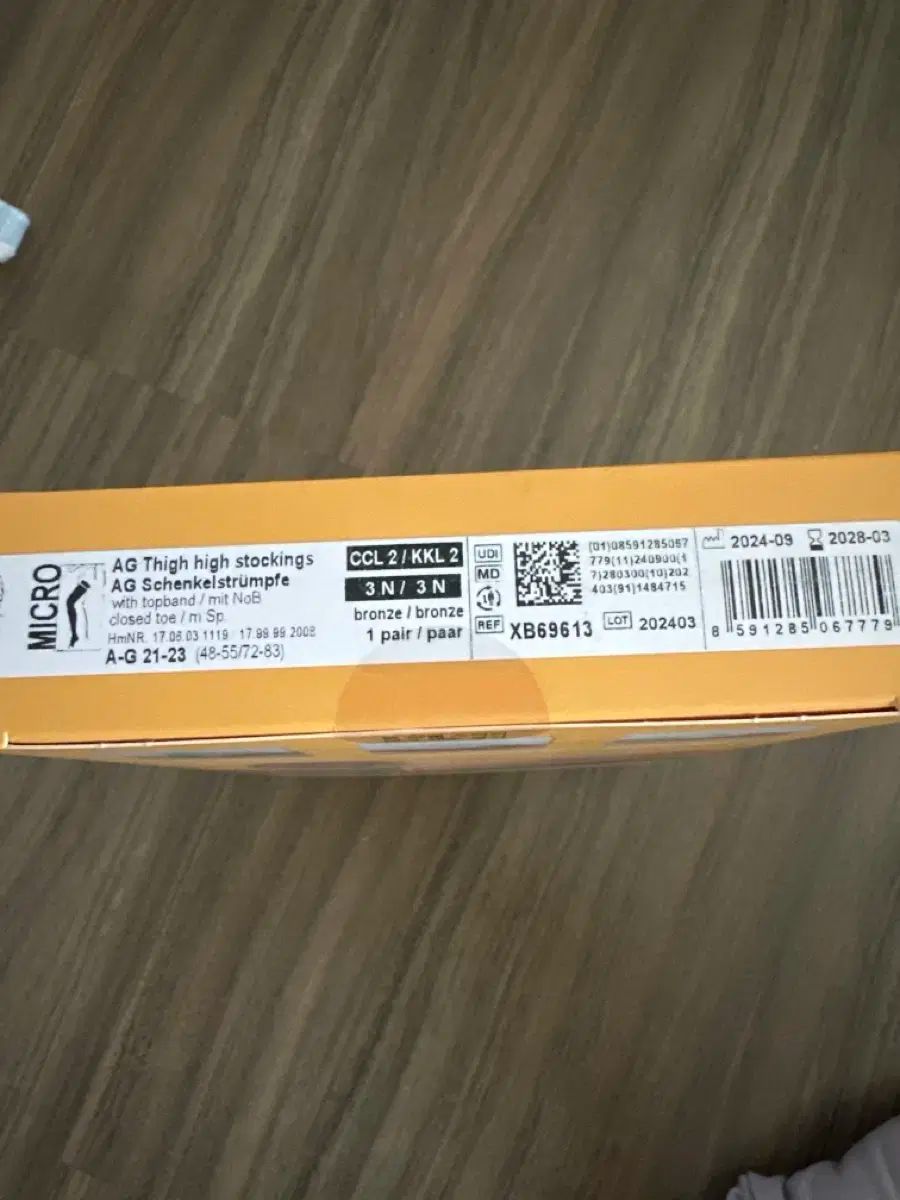 MICRO
AG Thigh high stockings
AG Schenkelstrümpfe
with topband / mit NoB
closed toe / m Sp.
HmNR. 17.06.03 1119 17.99.99 2008
A-G 21-23 (48-55/72-83)
CCL 2 / KKL 2
3 N / 3 N
bronze / bronze
1 pair / paar
UDI
MD
REF
XB69613
(01)08591285067
779(11)240900(1
7)280300(10)202
403(91)1484715
LOT 202403
2024-09
2028-03
8 591285 067779